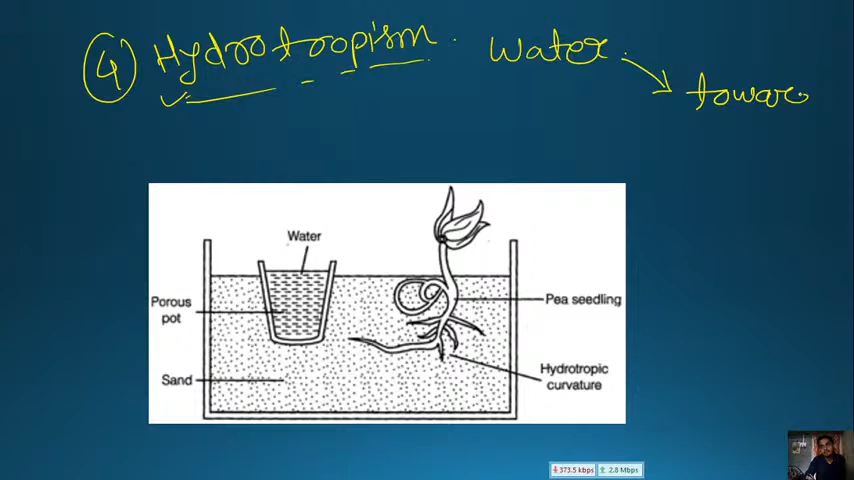 (4) Hydrotropism. Water. → towar
Water
Porous pot
Pea seedling
Sand
Hydrotropic curvature
373.5 kbps 2.8 Mbps